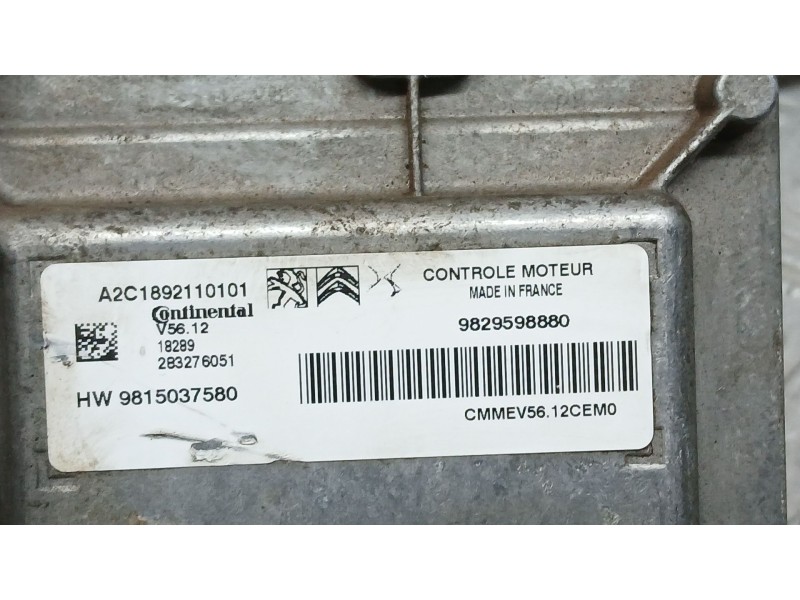 A2C1892110101
Continental
V56.12
18289
283276051
HW 9815037580
CONTROLE MOTEUR
MADE IN FRANCE
9829598880
CMMEV56.12CEM0